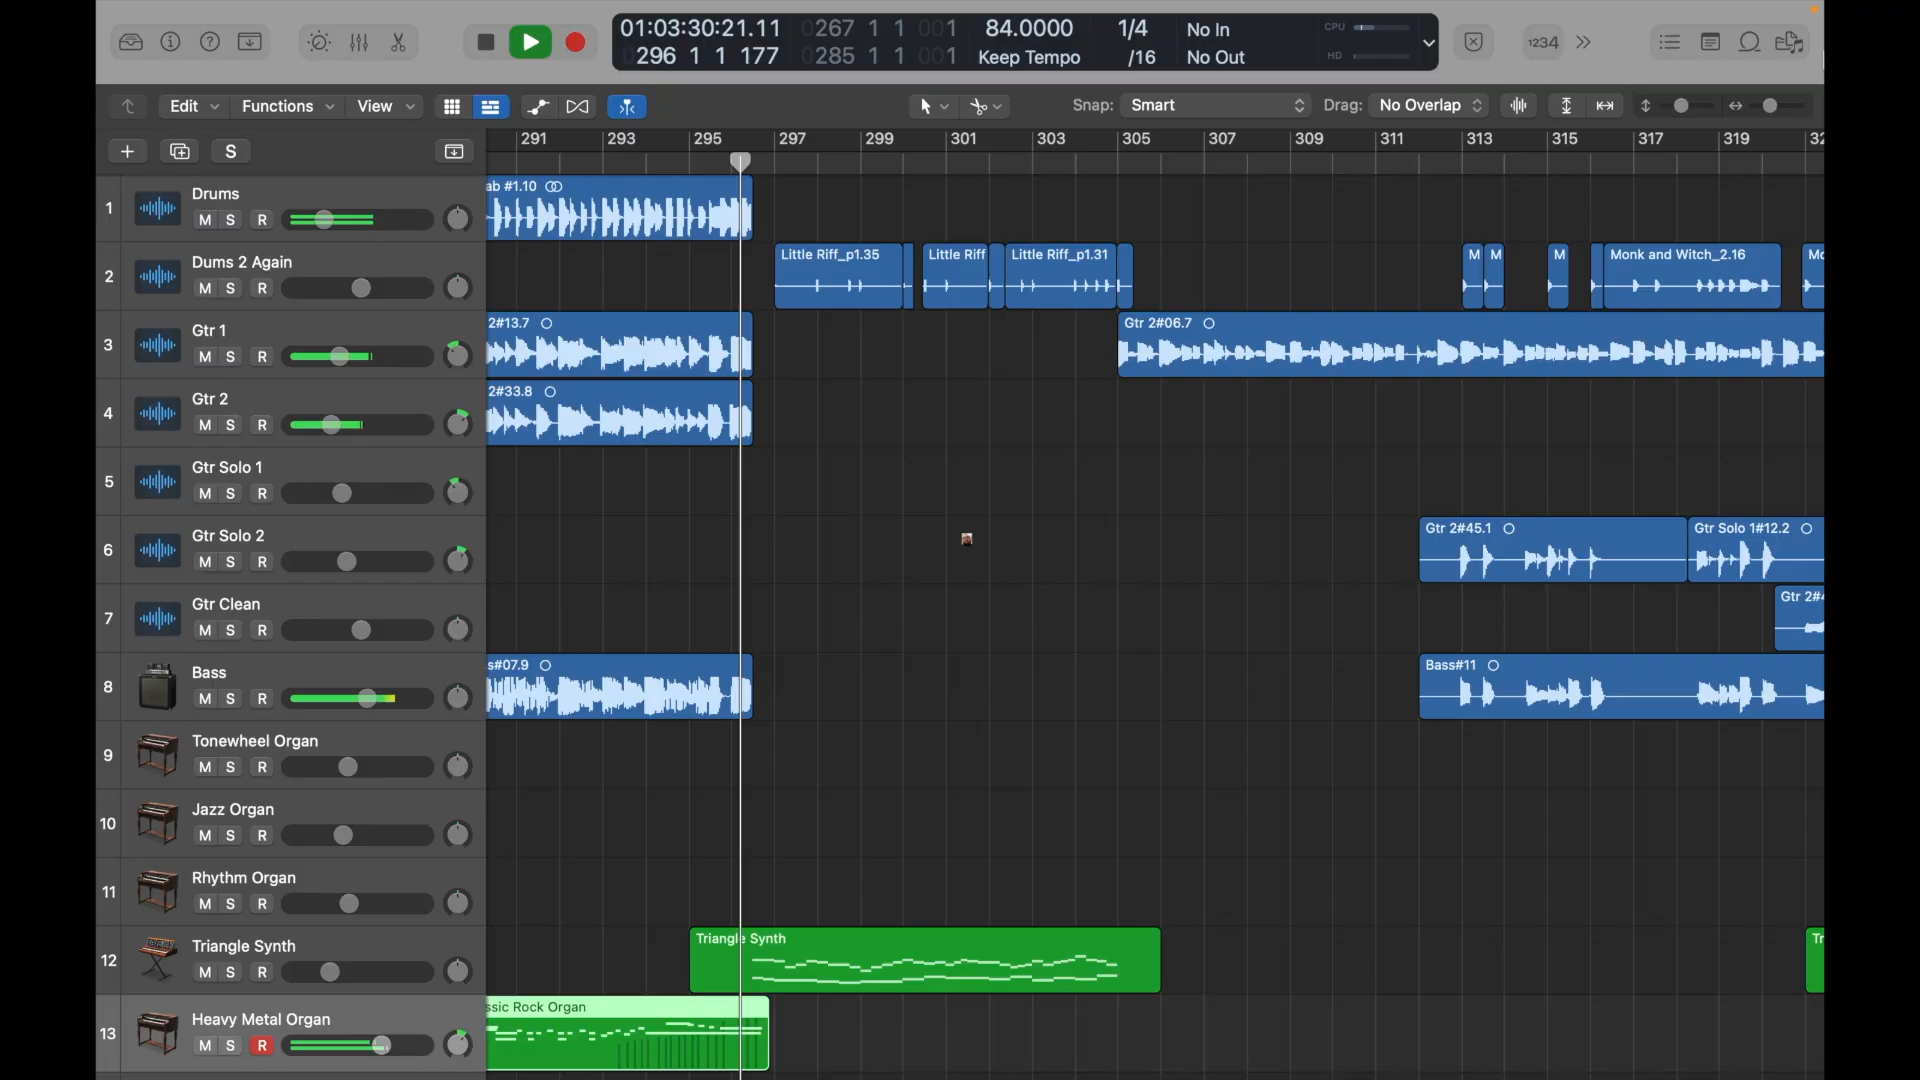 01:03:30:21.11 0267 1 1 001 84.0000 1/4 No In CPU
296 1 1 177 0285 1 1 001 Keep Tempo /16 No Out HD
1234
Edit Functions View Snap: Smart Drag: No Overlap
S
291 293 295 297 299 301 303 305 307 309 311 313 315 317 319 32
1 Drums
M S R
ab #1.10
2 Dums 2 Again
M S R
Little Riff_p1.35 Little Riff Little Riff_p1.31 M M M Monk and Witch_2.16 Mo
3 Gtr 1
M S R
2#13.7 Gtr 2#06.7
4 Gtr 2
M S R
2#33.8
5 Gtr Solo 1
M S R
6 Gtr Solo 2
M S R
Gtr 2#45.1 Gtr Solo 1#12.2
7 Gtr Clean
M S R
Gtr 2#4
8 Bass
M S R
s#07.9 Bass#11
9 Tonewheel Organ
M S R
10 Jazz Organ
M S R
11 Rhythm Organ
M S R
12 Triangle Synth
M S R
Triangle Synth Tr
13 Heavy Metal Organ
M S R
ssic Rock Organ